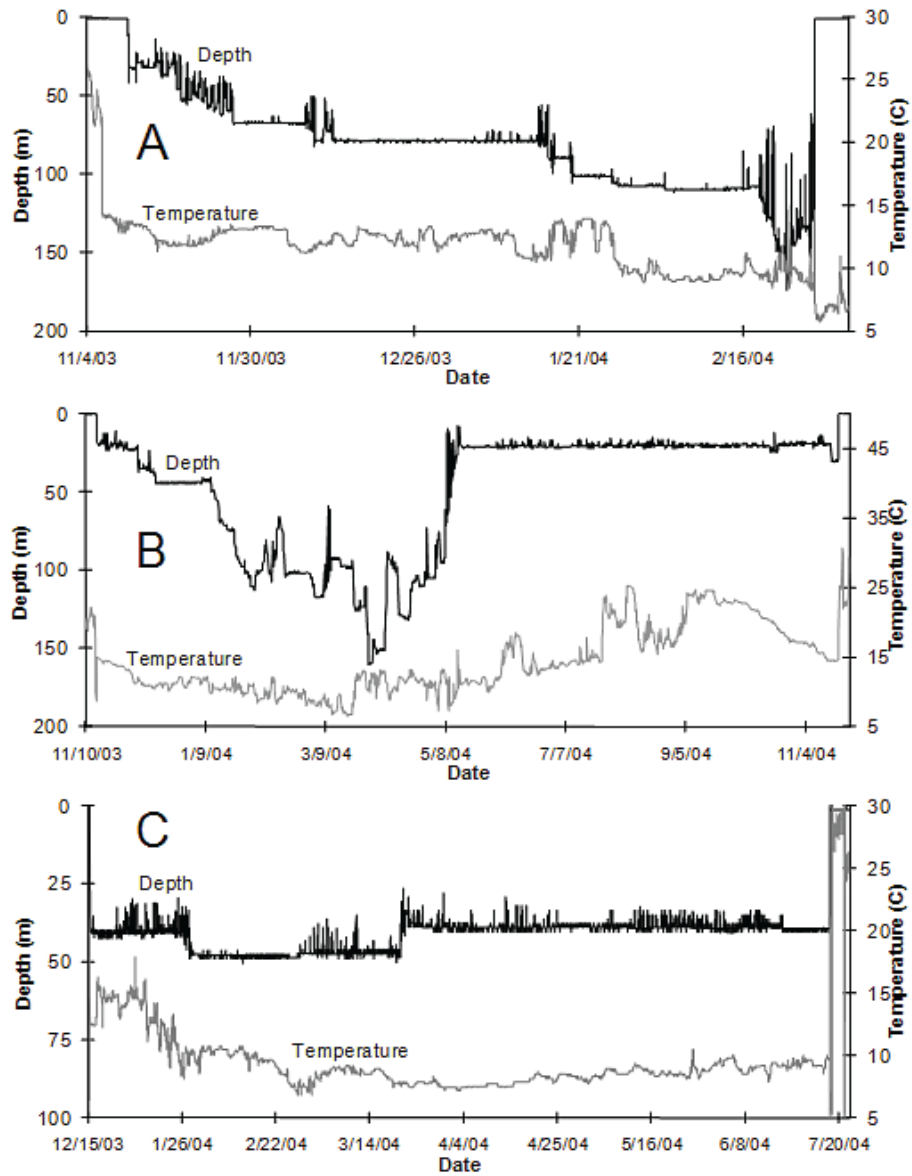 0 30
Depth
50 25
A
100 20
Temperature
150 15
10
200 5
Depth (m)
Temperature (C)
11/4/03 11/30/03 12/26/03 1/21/04 2/16/04
Date
0
Depth 45
50
B 35
100
25
150 Temperature 15
200 5
Depth (m)
Temperature (C)
11/10/03 1/9/04 3/9/04 5/8/04 7/7/04 9/5/04 11/4/04
Date
0 30
C
Depth
25 25
20
50
15
75 Temperature 10
100 5
Depth (m)
Temperature (C)
12/15/03 1/26/04 2/22/04 3/14/04 4/4/04 4/25/04 5/16/04 6/8/04 7/20/04
Date